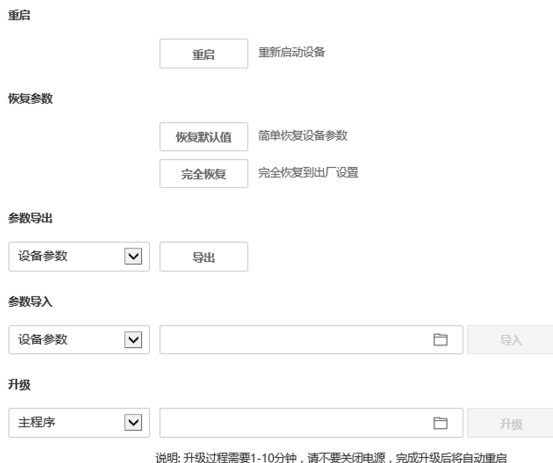 重启
重启 重新启动设备
恢复参数
恢复默认值 简单恢复设备参数
完全恢复 完全恢复到出厂设置
参数导出
设备参数 导出
参数导入
设备参数 导入
升级
主程序 升级
说明: 升级过程需要1-10分钟，请不要关闭电源，完成升级后将自动重启